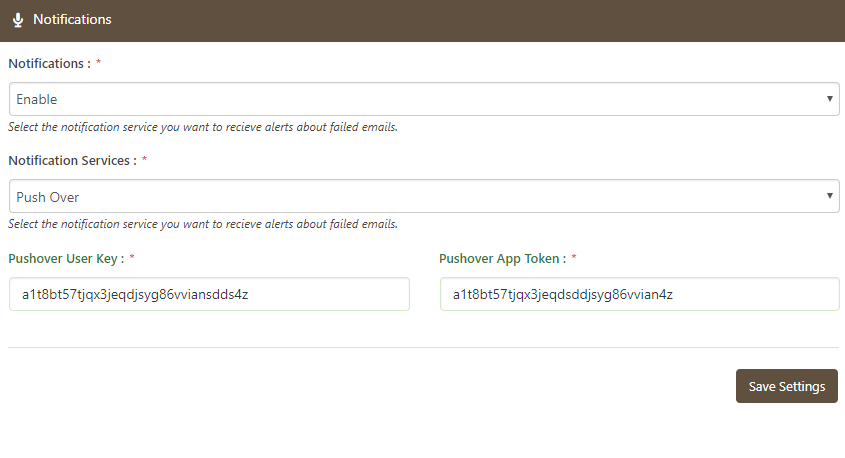 Notifications
Notifications : *
Enable
Select the notification service you want to recieve alerts about failed emails.
Notification Services : *
Push Over
Select the notification service you want to recieve alerts about failed emails.
Pushover User Key : * Pushover App Token : *
a1t8bt57tjqx3jeqdjsyg86vviansdds4z a1t8bt57tjqx3jeqdsddjsyg86vvian4z
Save Settings